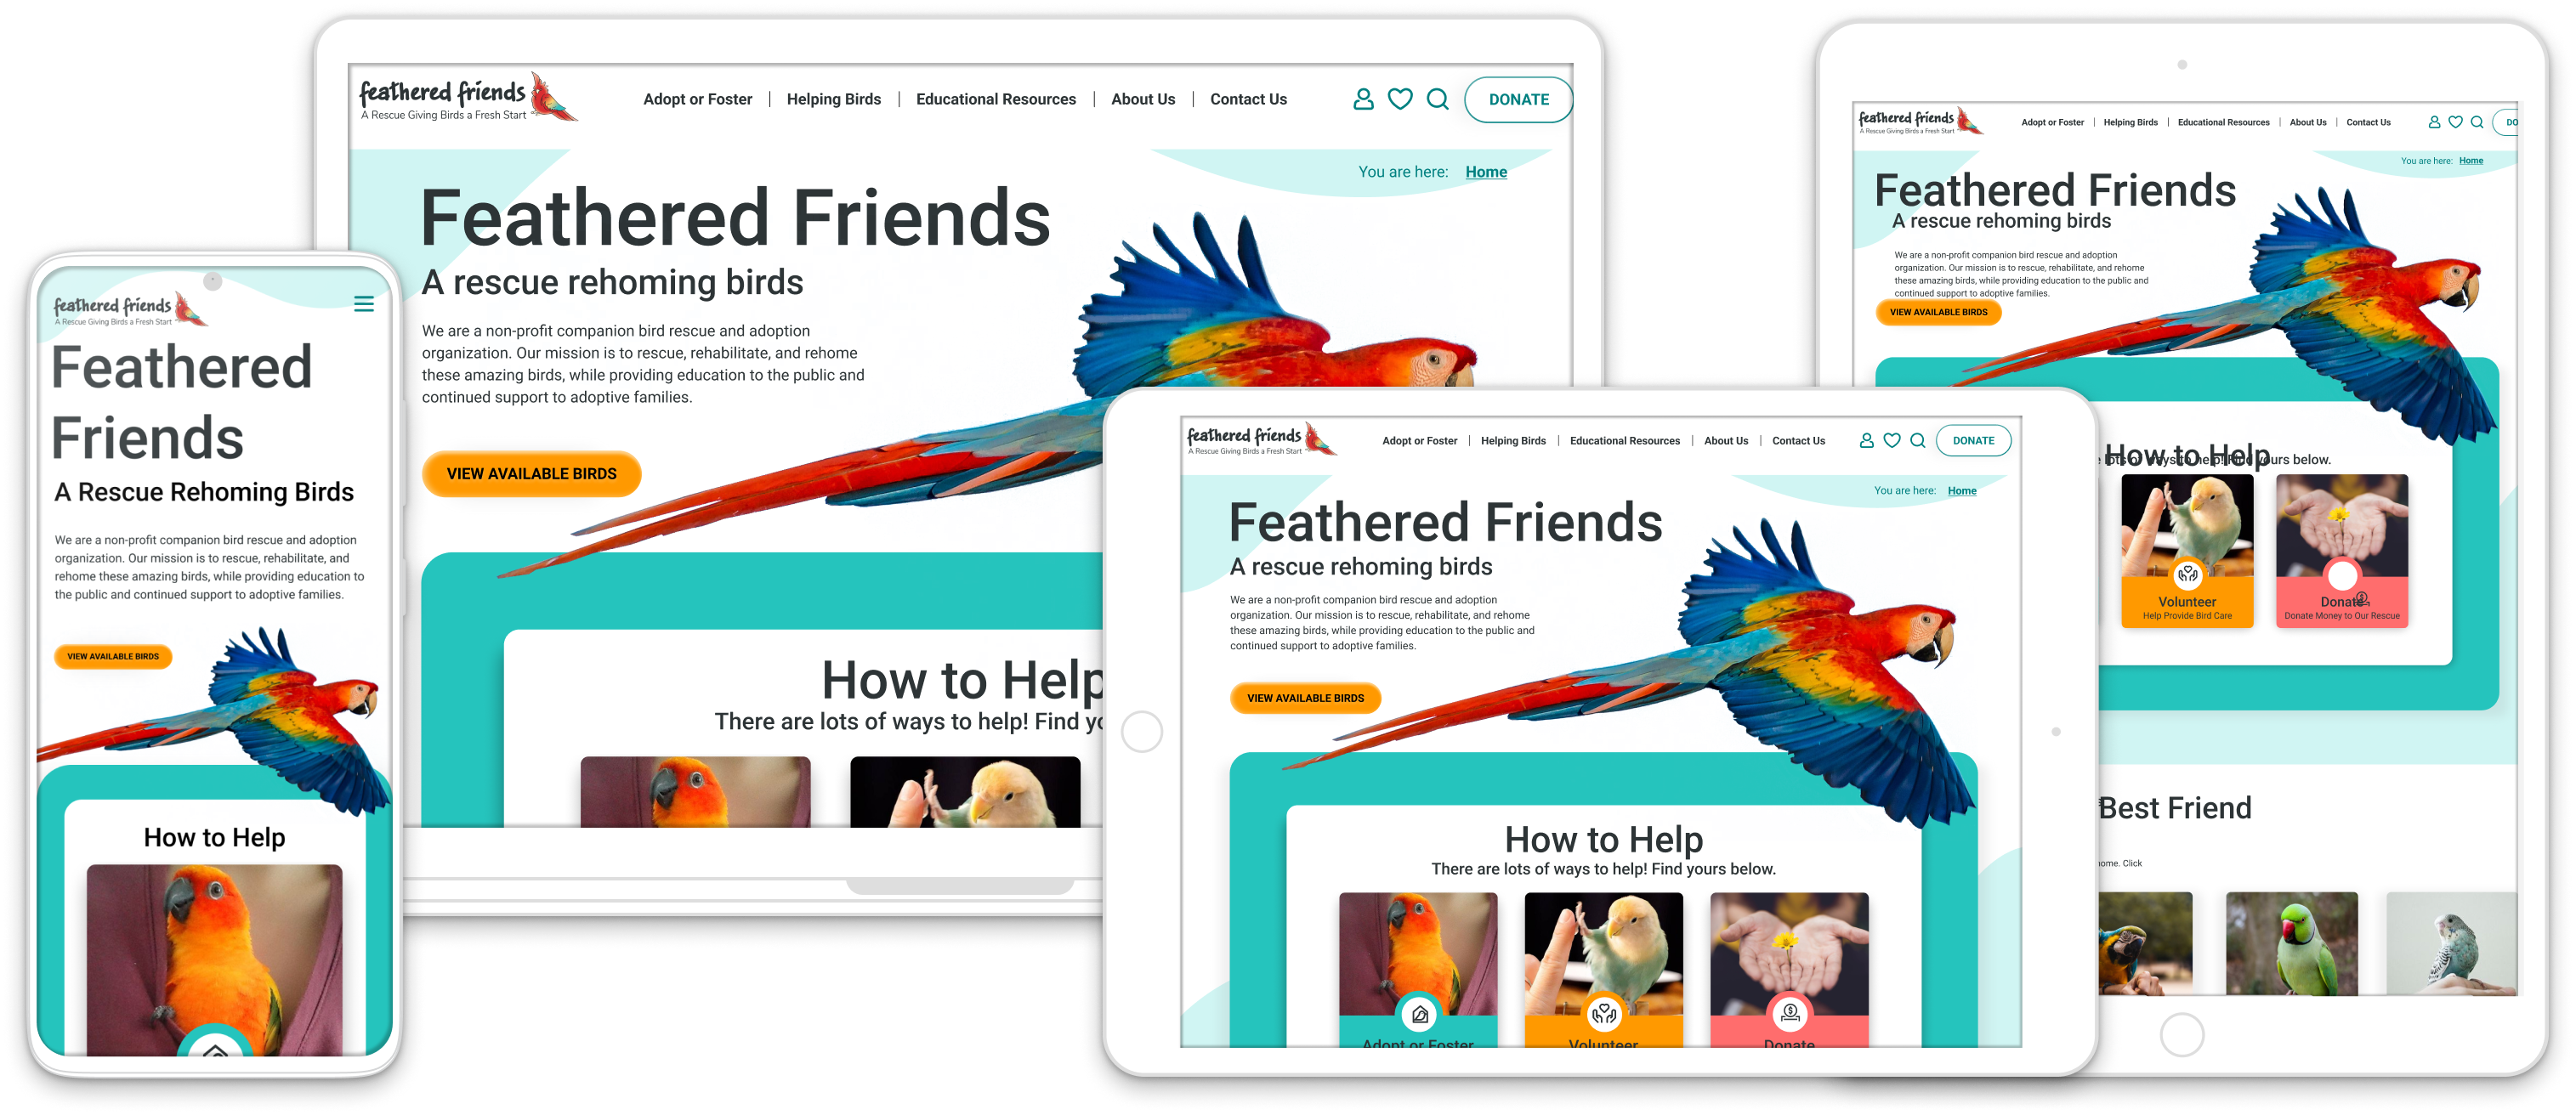 feathered friends
A Rescue Giving Birds a Fresh Start
Feathered
Friends
A Rescue Rehoming Birds
We are a non-profit companion bird rescue and adoption
organization. Our mission is to rescue, rehabilitate, and
rehome these amazing birds, while providing education to
the public and continued support to adoptive families.
VIEW AVAILABLE BIRDS
How to Help
feathered friends
A Rescue Giving Birds a Fresh Start
Adopt or Foster | Helping Birds | Educational Resources | About Us | Contact Us
DONATE
You are here: Home
Feathered Friends
A rescue rehoming birds
We are a non-profit companion bird rescue and adoption
organization. Our mission is to rescue, rehabilitate, and rehome
these amazing birds, while providing education to the public and
continued support to adoptive families.
VIEW AVAILABLE BIRDS
How to Help
There are lots of ways to help! Find yo
feathered friends
A Rescue Giving Birds a Fresh Start
Adopt or Foster | Helping Birds | Educational Resources | About Us | Contact Us
DONATE
You are here: Home
Feathered Friends
A rescue rehoming birds
We are a non-profit companion bird rescue and adoption
organization. Our mission is to rescue, rehabilitate, and rehome
these amazing birds, while providing education to the public and
continued support to adoptive families.
VIEW AVAILABLE BIRDS
How to Help
There are lots of ways to help! Find yours below.
Adopt or Foster
Volunteer
Donate
feathered friends
A Rescue Giving Birds a Fresh Start
Adopt or Foster | Helping Birds | Educational Resources | About Us | Contact Us
DO
You are here: Home
Feathered Friends
A rescue rehoming birds
We are a non-profit companion bird rescue and adoption
organization. Our mission is to rescue, rehabilitate, and rehome
these amazing birds, while providing education to the public and
continued support to adoptive families.
VIEW AVAILABLE BIRDS
How to Help
lots of ways to help! Find yours below.
Volunteer
Help Provide Bird Care
Donate
Donate Money to Our Rescue
Best Friend
ome. Click